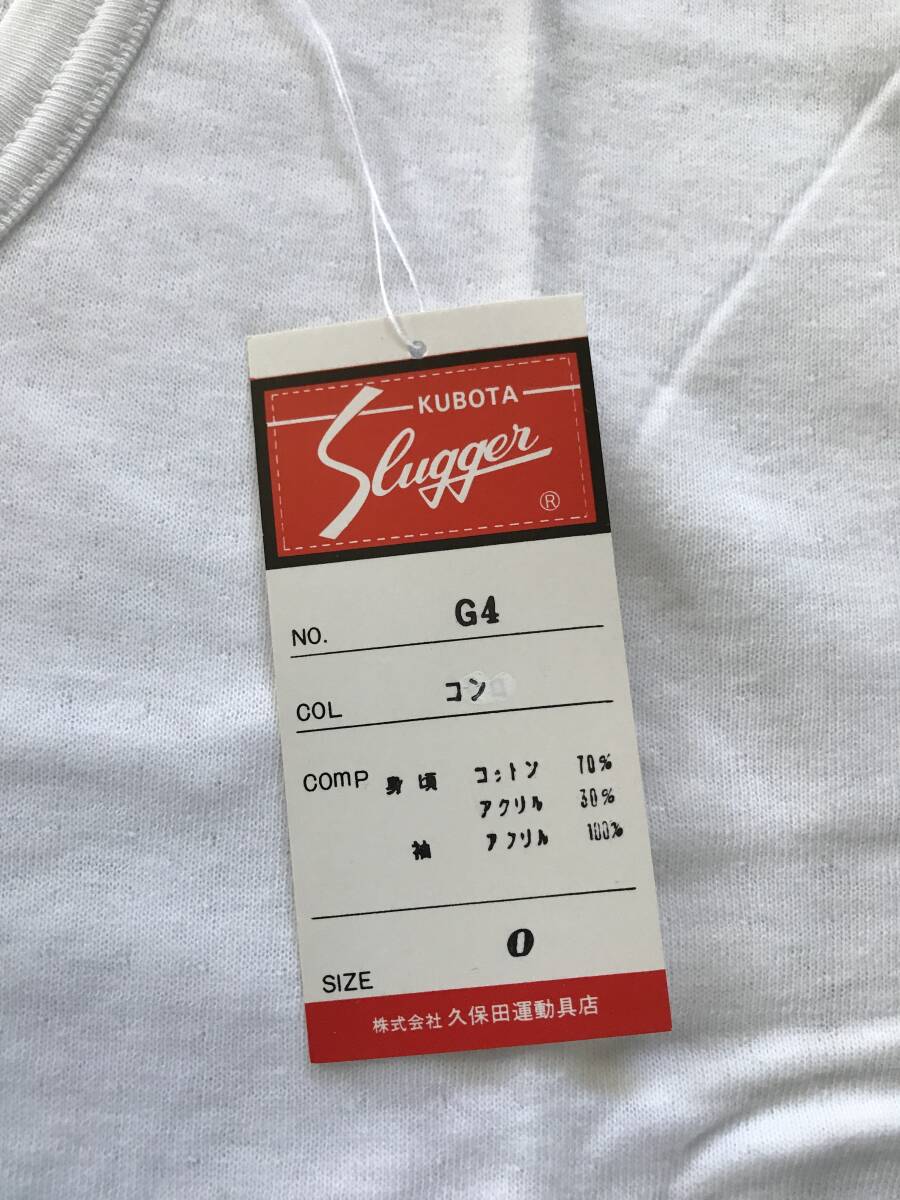 KUBOTA
Slugger
®
NO. G4
COL コン
COMP 身頃 コットン 70%
アクリル 30%
袖 アクリル 100%
SIZE 0
株式会社 久保田運動具店